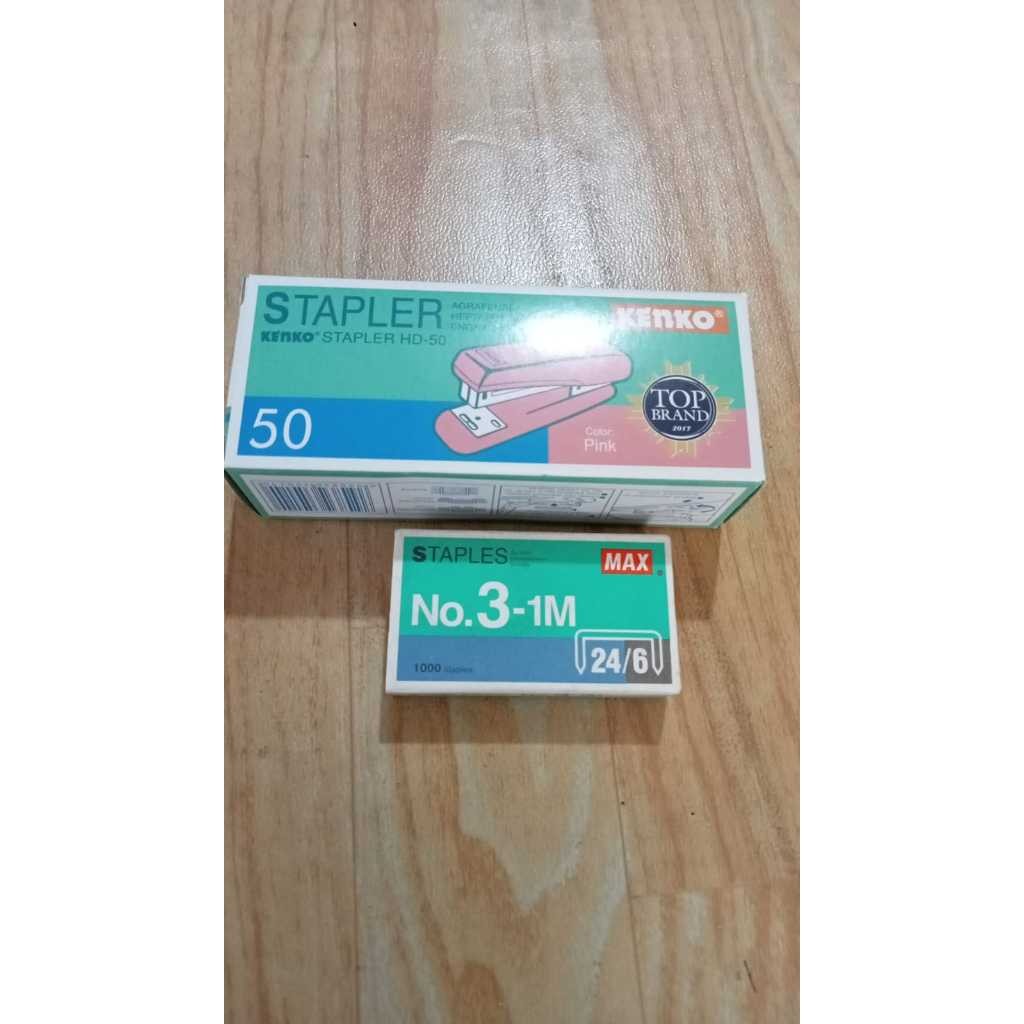 STAPLER
KENKO®
KENKO® STAPLER HD-50
TOP
BRAND
2017
50
Color:
Pink
STAPLES
MAX®
No.3-1M
24/6
1000 Staples